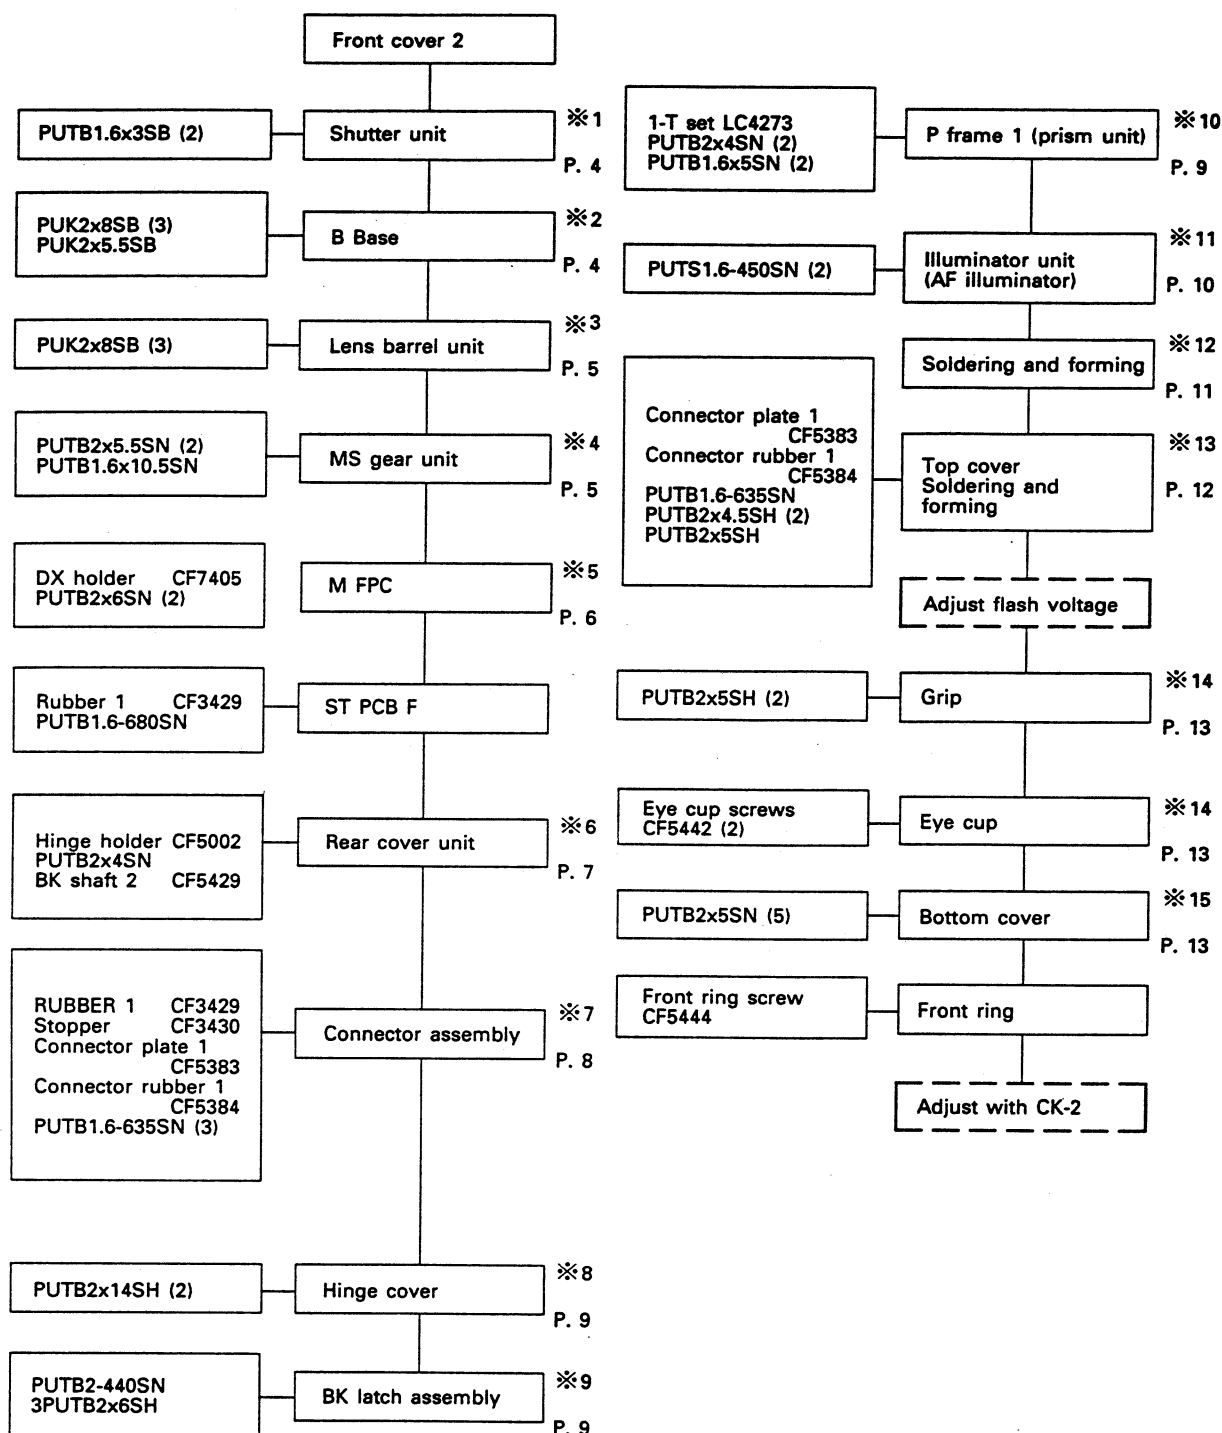 Front cover 2
PUTB1.6x3SB (2)
Shutter unit
※1
P. 4
PUK2x8SB (3)
PUK2x5.5SB
B Base
※2
P. 4
PUK2x8SB (3)
Lens barrel unit
※3
P. 5
PUTB2x5.5SN (2)
PUTB1.6x10.5SN
MS gear unit
※4
P. 5
DX holder CF7405
PUTB2x6SN (2)
M FPC
※5
P. 6
Rubber 1 CF3429
PUTB1.6-680SN
ST PCB F
Hinge holder CF5002
PUTB2x4SN
BK shaft 2 CF5429
Rear cover unit
※6
P. 7
RUBBER 1 CF3429
Stopper CF3430
Connector plate 1
CF5383
Connector rubber 1
CF5384
PUTB1.6-635SN (3)
Connector assembly
※7
P. 8
PUTB2x14SH (2)
Hinge cover
※8
P. 9
PUTB2-440SN
3PUTB2x6SH
BK latch assembly
※9
P. 9
1-T set LC4273
PUTB2x4SN (2)
PUTB1.6x5SN (2)
P frame 1 (prism unit)
※10
P. 9
PUTS1.6-450SN (2)
Illuminator unit
(AF illuminator)
※11
P. 10
Soldering and forming
※12
P. 11
Connector plate 1
CF5383
Connector rubber 1
CF5384
PUTB1.6-635SN
PUTB2x4.5SH (2)
PUTB2x5SH
Top cover
Soldering and
forming
※13
P. 12
Adjust flash voltage
PUTB2x5SH (2)
Grip
※14
P. 13
Eye cup screws
CF5442 (2)
Eye cup
※14
P. 13
PUTB2x5SN (5)
Bottom cover
※15
P. 13
Front ring screw
CF5444
Front ring
Adjust with CK-2